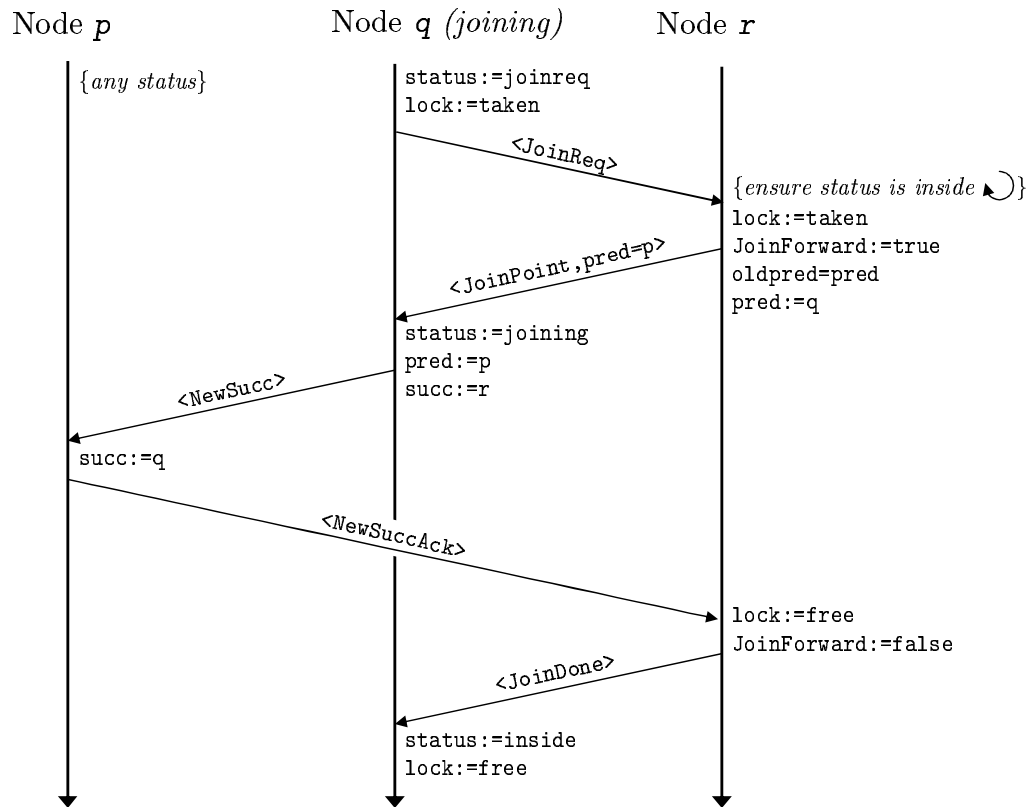 Node p
Node q (joining)
Node r
{any status}
status:=joinreq
lock:=taken
<JoinReq>
{ensure status is inside }
lock:=taken
JoinForward:=true
oldpred=pred
pred:=q
<JoinPoint,pred=p>
status:=joining
pred:=p
succ:=r
<NewSucc>
succ:=q
<NewSuccAck>
lock:=free
JoinForward:=false
<JoinDone>
status:=inside
lock:=free